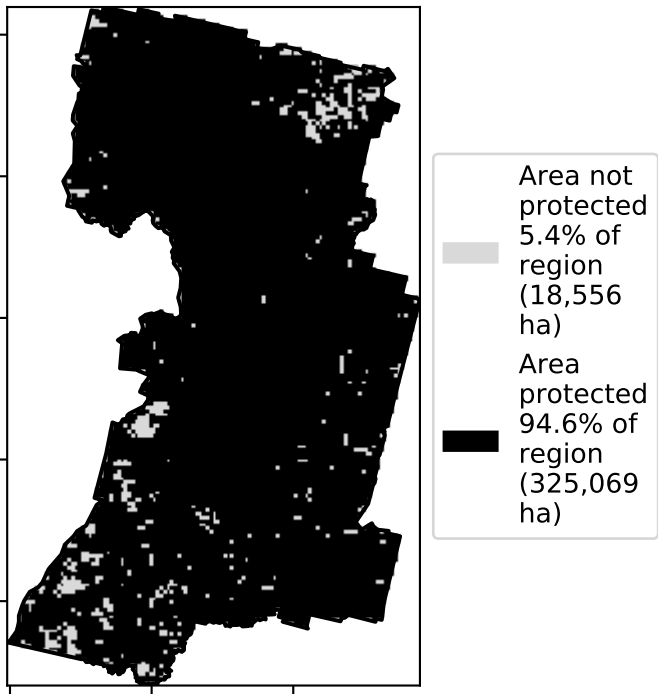 Area not
protected
5.4% of
region
(18,556
ha)
Area
protected
94.6% of
region
(325,069
ha)